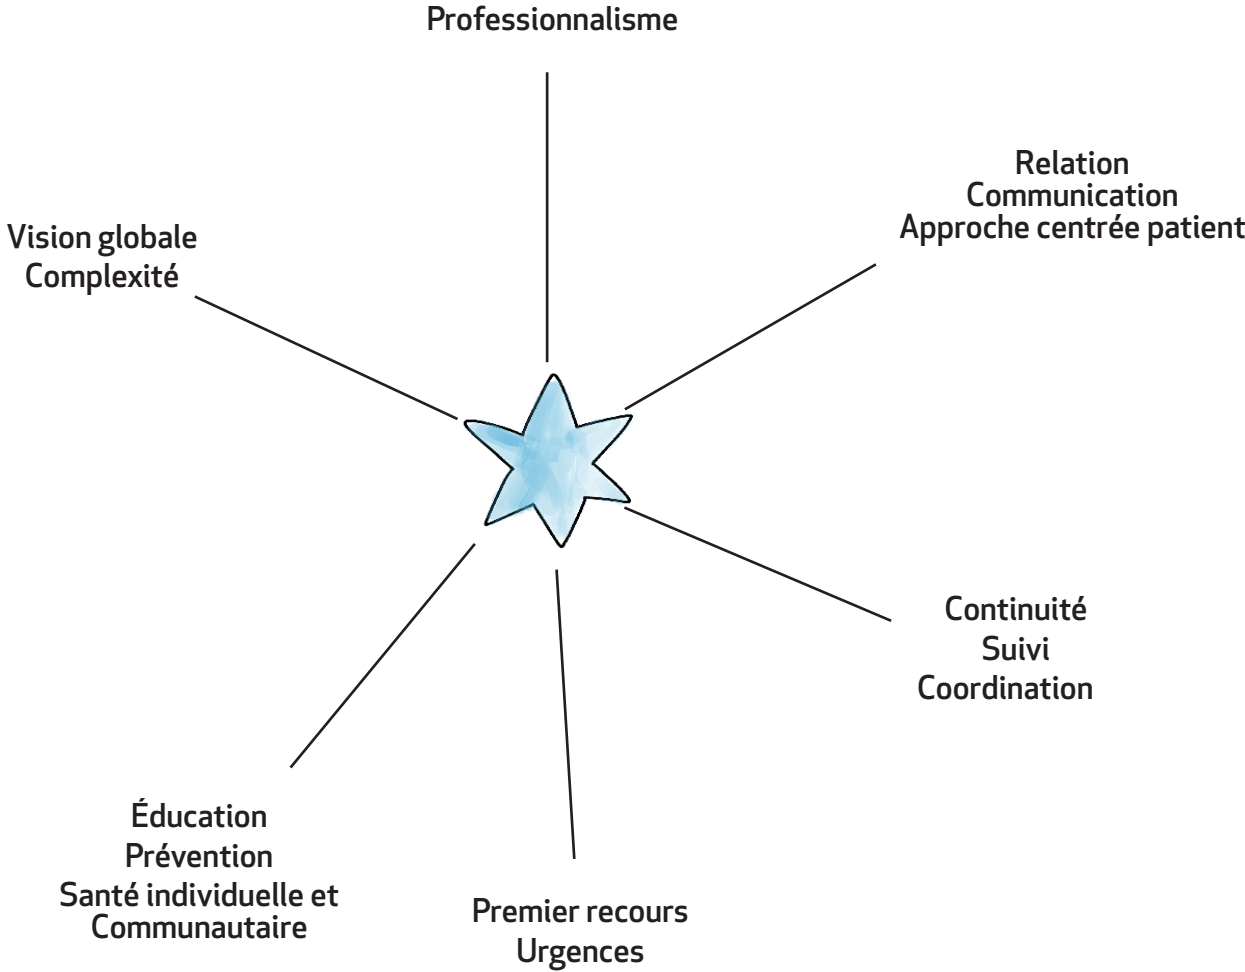 Professionnalisme
Relation
Communication
Approche centrée patient
Vision globale
Complexité
Continuité
Suivi
Coordination
Éducation
Prévention
Santé individuelle et
Communautaire
Premier recours
Urgences